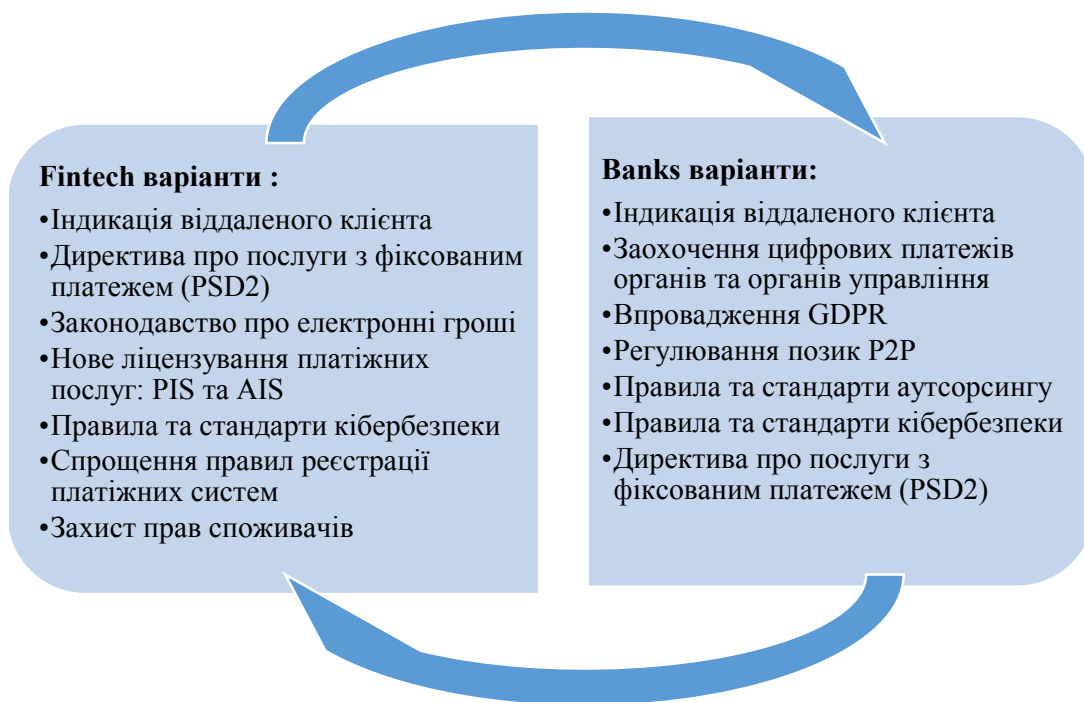 Fintech варіанти :
•Індикація віддаленого клієнта
•Директива про послуги з фіксованим
платежем (PSD2)
•Законодавство про електронні гроші
•Нове ліцензування платіжних
послуг: PIS та AIS
•Правила та стандарти кібербезпеки
•Спрощення правил реєстрації
платіжних систем
•Захист прав споживачів
Banks варіанти:
•Індикація віддаленого клієнта
•Заохочення цифрових платежів
органів та органів управління
•Впровадження GDPR
•Регулювання позик P2P
•Правила та стандарти аутсорсингу
•Правила та стандарти кібербезпеки
•Директива про послуги з
фіксованим платежем (PSD2)